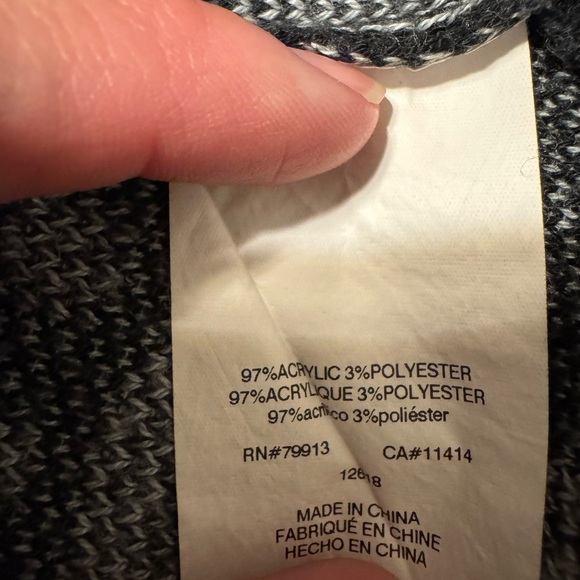 97%ACRYLIC 3%POLYESTER
97%ACRYLIQUE 3%POLYESTER
3%poliéster
RN#79913 CA#11414
MADE IN CHINA
FABRIQUÉ EN CHINE
HECHO EN CHINA